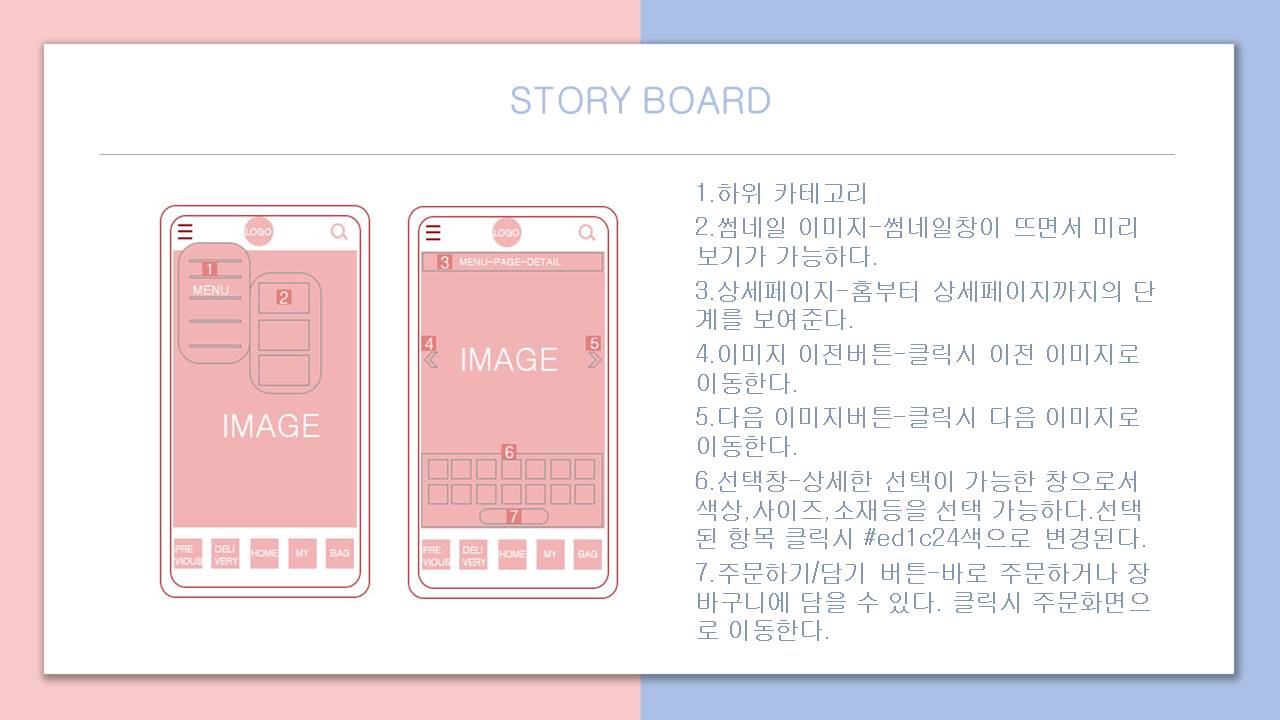 STORY BOARD
LOGO
1
MENU
2
IMAGE
PRE
VIOUS
DELI
VERY
HOME
MY
BAG
LOGO
3 MENU-PAGE-DETAIL
4
5
IMAGE
6
7
PRE
VIOUS
DELI
VERY
HOME
MY
BAG
1.하위 카테고리
2.썸네일 이미지-썸네일창이 뜨면서 미리
보기가 가능하다.
3.상세페이지-홈부터 상세페이지까지의 단
계를 보여준다.
4.이미지 이전버튼-클릭시 이전 이미지로
이동한다.
5.다음 이미지버튼-클릭시 다음 이미지로
이동한다.
6.선택창-상세한 선택이 가능한 창으로서
색상,사이즈,소재등을 선택 가능하다.선택
된 항목 클릭시 #ed1c24색으로 변경된다.
7.주문하기/담기 버튼-바로 주문하거나 장
바구니에 담을 수 있다. 클릭시 주문화면으
로 이동한다.